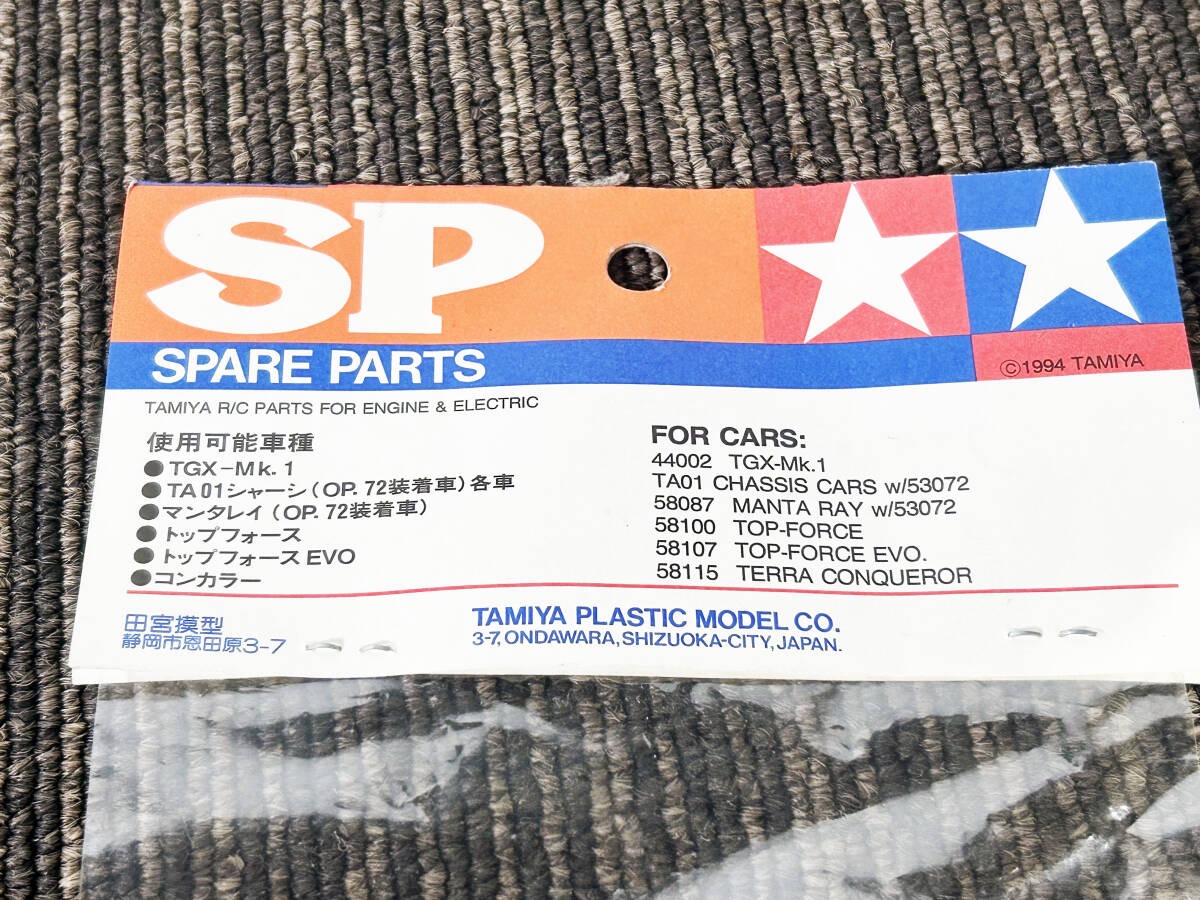 SP
SPARE PARTS
©1994 TAMIYA
TAMIYA R/C PARTS FOR ENGINE & ELECTRIC
使用可能車種
●TGX-Mk.1
●TA01シャーシ(OP.72装着車)各車
●マンタレイ(OP.72装着車)
●トップフォース
●トップフォースEVO
●コンカラー
FOR CARS:
44002 TGX-Mk.1
TA01 CHASSIS CARS w/53072
58087 MANTA RAY w/53072
58100 TOP-FORCE
58107 TOP-FORCE EVO.
58115 TERRA CONQUEROR
田宮模型
静岡市恩田原3-7
TAMIYA PLASTIC MODEL CO.
3-7, ONDAWARA, SHIZUOKA-CITY, JAPAN.